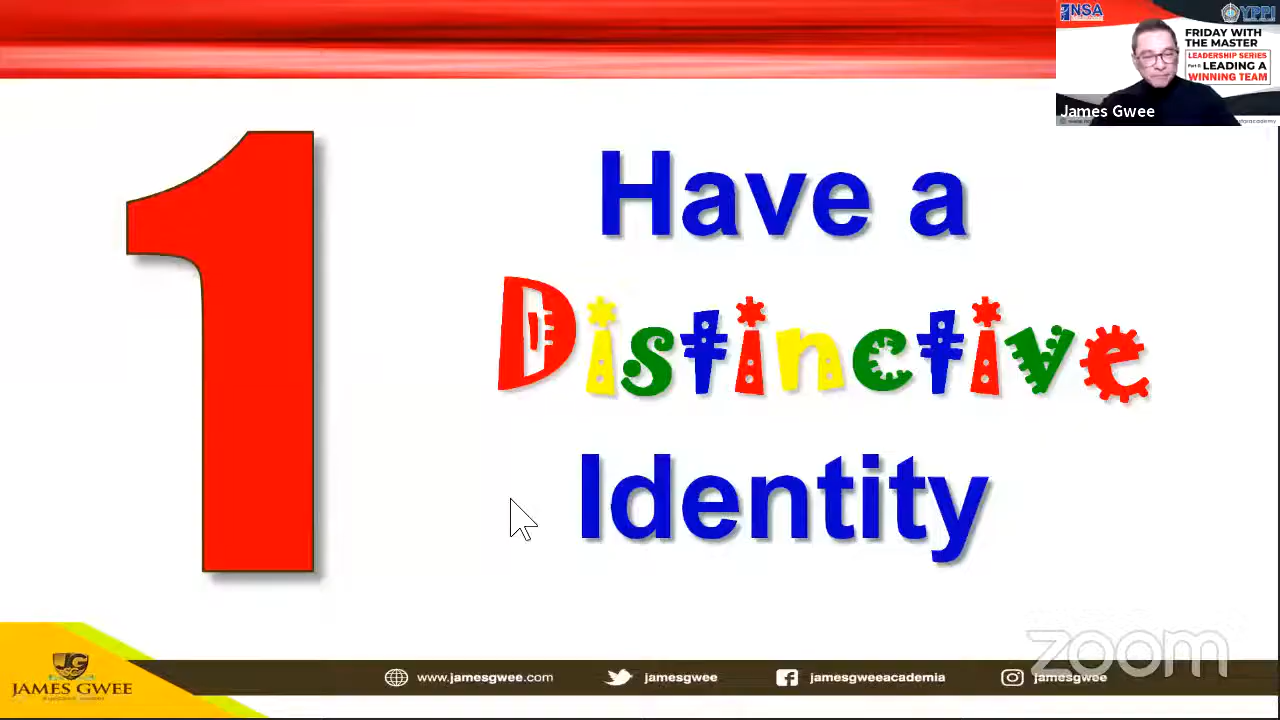 NSA
YPPI
FRIDAY WITH
THE MASTER
LEADERSHIP SERIES
LEADING A
WINNING TEAM
James Gwee
1
Have a
Distinctive
Identity
zoom
JG
JAMES GWEE
www.jamesgwee.com
jamesgwee
jamesgweeacademia
jamesgwee